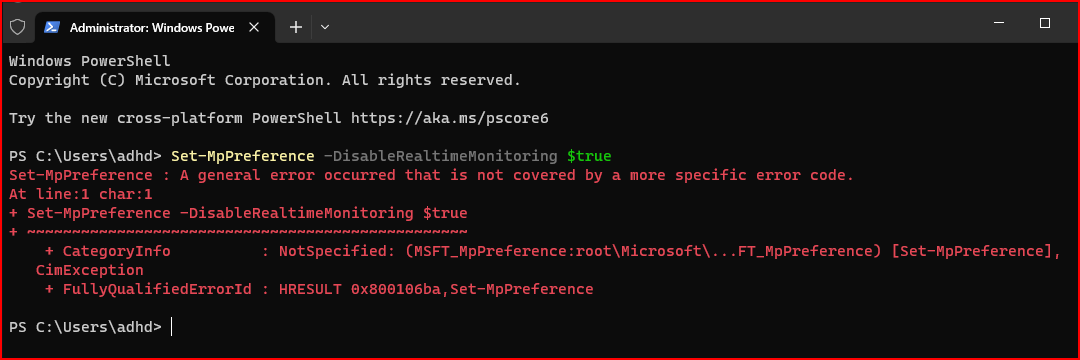 Administrator: Windows Powe
Windows PowerShell
Copyright (C) Microsoft Corporation. All rights reserved.
Try the new cross-platform PowerShell https://aka.ms/pscore6
PS C:\Users\adhd> Set-MpPreference -DisableRealtimeMonitoring $true
Set-MpPreference : A general error occurred that is not covered by a more specific error code.
At line:1 char:1
+ Set-MpPreference -DisableRealtimeMonitoring $true
+ ~~~~~~~~~~~~~~~~~~~~~~~~~~~~~~~~~~~~~~~~~~~~~~~~~
    + CategoryInfo          : NotSpecified: (MSFT_MpPreference:root\Microsoft\...FT_MpPreference) [Set-MpPreference],
   CimException
    + FullyQualifiedErrorId : HRESULT 0x800106ba,Set-MpPreference
PS C:\Users\adhd>